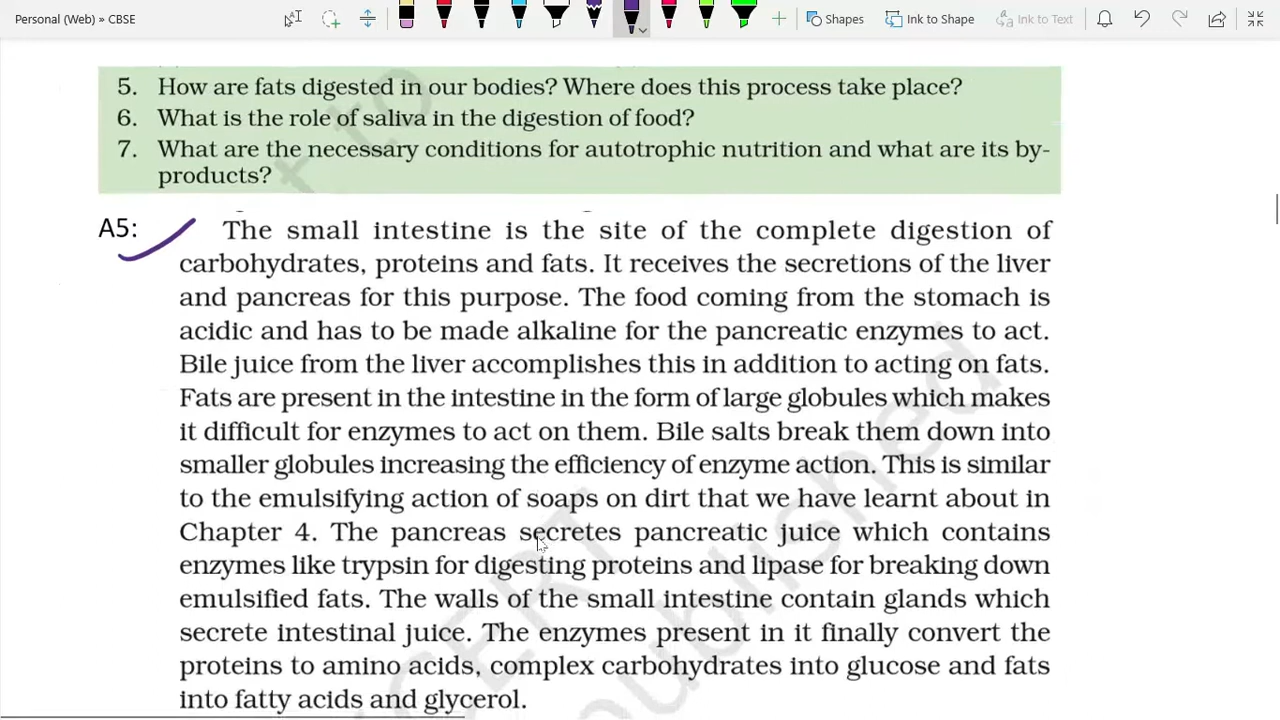 Personal (Web) » CBSE
Shapes
Ink to Shape
Ink to Text
5. How are fats digested in our bodies? Where does this process take place?
6. What is the role of saliva in the digestion of food?
7. What are the necessary conditions for autotrophic nutrition and what are its by-
products?
A5:
The small intestine is the site of the complete digestion of
carbohydrates, proteins and fats. It receives the secretions of the liver
and pancreas for this purpose. The food coming from the stomach is
acidic and has to be made alkaline for the pancreatic enzymes to act.
Bile juice from the liver accomplishes this in addition to acting on fats.
Fats are present in the intestine in the form of large globules which makes
it difficult for enzymes to act on them. Bile salts break them down into
smaller globules increasing the efficiency of enzyme action. This is similar
to the emulsifying action of soaps on dirt that we have learnt about in
Chapter 4. The pancreas secretes pancreatic juice which contains
enzymes like trypsin for digesting proteins and lipase for breaking down
emulsified fats. The walls of the small intestine contain glands which
secrete intestinal juice. The enzymes present in it finally convert the
proteins to amino acids, complex carbohydrates into glucose and fats
into fatty acids and glycerol.